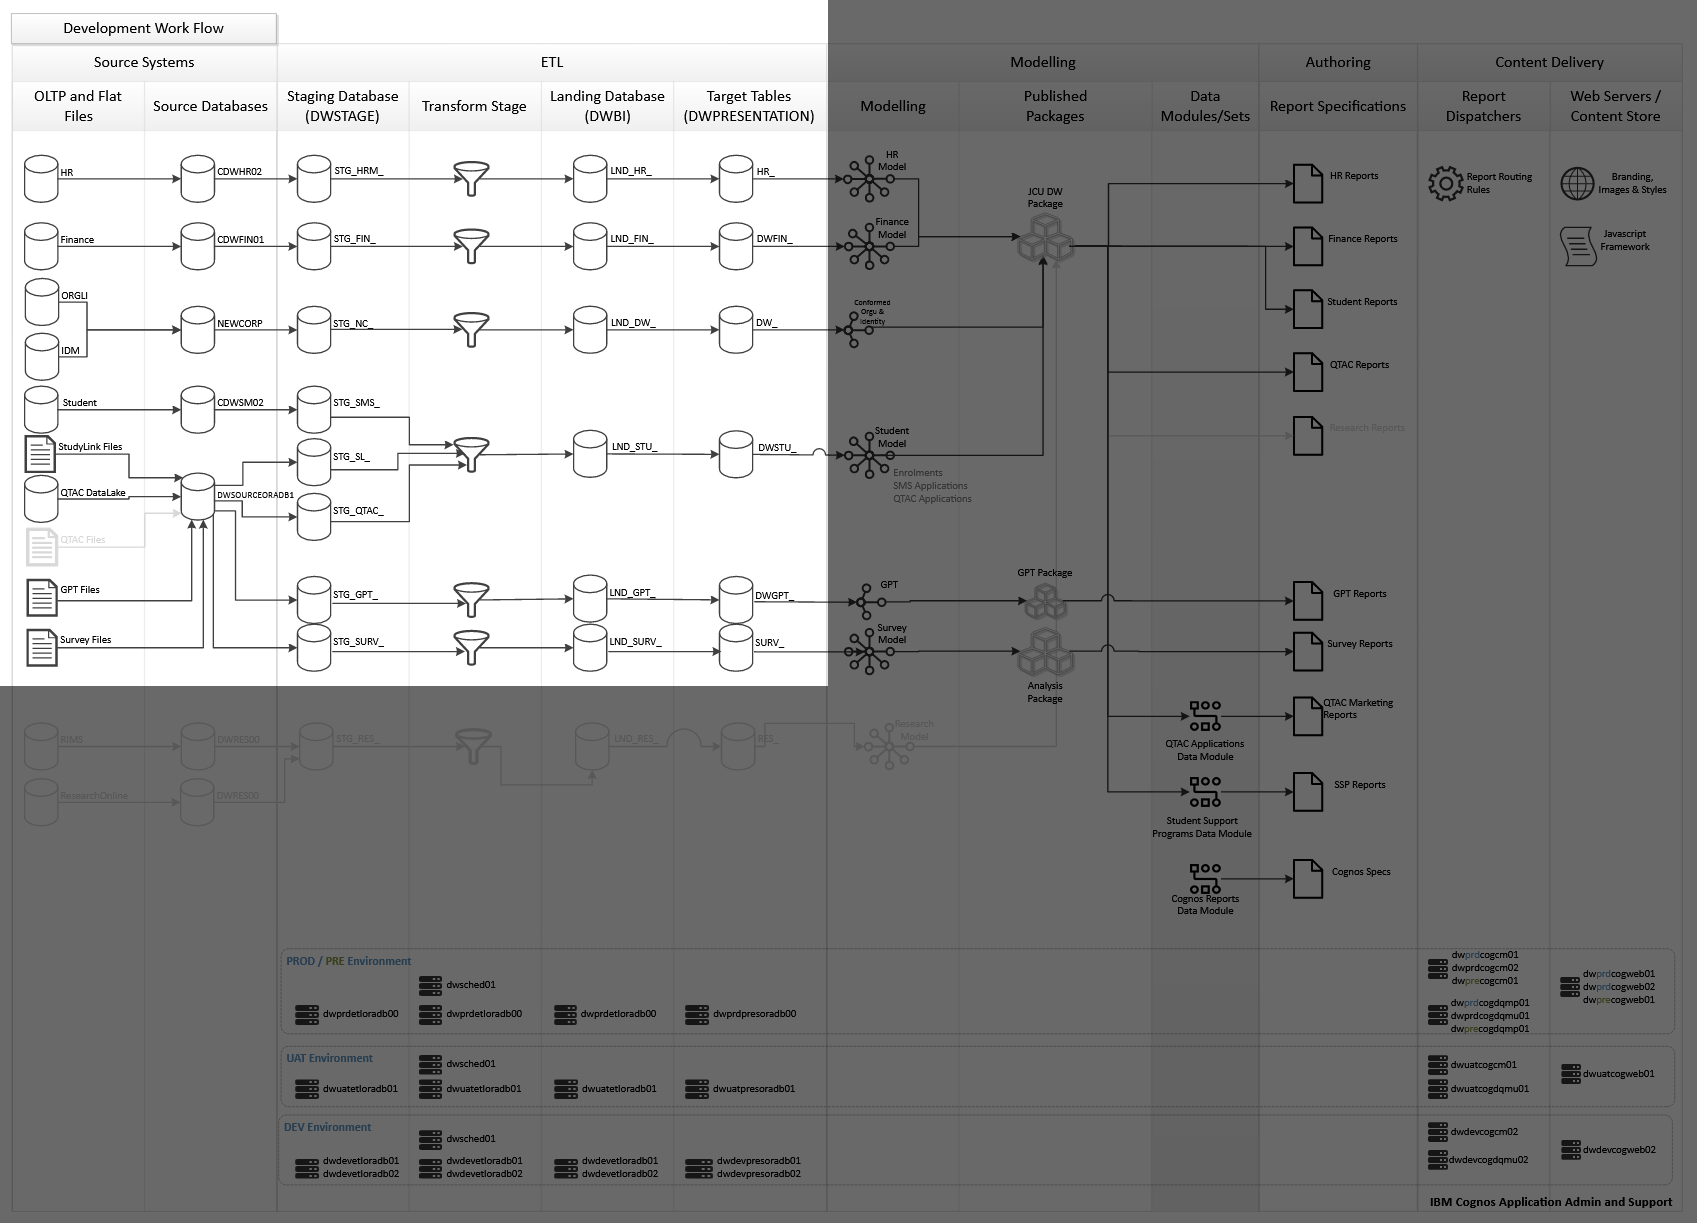 Development Work Flow
Source Systems
ETL
Modelling
Authoring
Content Delivery
OLTP and Flat
Files
Source Databases
Staging Database
(DWSTAGE)
Transform Stage
Landing Database
(DWBI)
Target Tables
(DWPRESENTATION)
Modelling
Published
Packages
Data
Modules/Sets
Report Specifications
Report
Dispatchers
Web Servers /
Content Store
HR
CDWHR02
STG_HRM_
LND_HR_
HR_
HR
Model
JCU DW
Package
HR Reports
Report Routing
Rules
Branding,
Images & Styles
Finance
CDWFIN01
STG_FIN_
LND_FIN_
DWFIN_
Finance
Model
Finance Reports
Javascript
Framework
ORGLI
IDM
NEWCORP
STG_NC_
LND_DW_
DW_
Conformed
Orgu &
Identity
Student Reports
QTAC Reports
Research Reports
Student
CDWSM02
STG_SMS_
StudyLink Files
STG_SL_
LND_STU_
DWSTU_
Student
Model
Enrolments
SMS Applications
QTAC Applications
QTAC DataLake
DWSOURCEORADB1
STG_QTAC_
QTAC Files
GPT Files
STG_GPT_
LND_GPT_
DWGPT_
GPT
GPT Package
GPT Reports
Survey Files
STG_SURV_
LND_SURV_
SURV_
Survey
Model
Analysis
Package
Survey Reports
RIMS
DWRES00
STG_RES_
LND_RES_
RES_
Research
Model
QTAC Applications
Data Module
QTAC Marketing
Reports
ResearchOnline
DWRES00
Student Support
Programs Data Module
SSP Reports
Cognos Reports
Data Module
Cognos Specs
PROD / PRE Environment
dwsched01
dwprdetloradb00
dwprdetloradb00
dwprdetloradb00
dwprdpresoradb00
dwprdcogcm01
dwprdcogcm02
dwprecogcm01
dwprdcogdqmp01
dwprdcogdqmu01
dwprecogdqmp01
dwprdcogweb01
dwprdcogweb02
dwprecogweb01
UAT Environment
dwsched01
dwuatetloradb01
dwuatetloradb01
dwuatetloradb01
dwuatpresoradb01
dwuatcogcm01
dwuatcogdqmu01
dwuatcogweb01
DEV Environment
dwsched01
dwdevetloradb01
dwdevetloradb02
dwdevetloradb01
dwdevetloradb02
dwdevetloradb01
dwdevetloradb02
dwdevpresoradb01
dwdevpresoradb02
dwdevcogcm02
dwdevcogdqmu02
dwdevcogweb02
IBM Cognos Application Admin and Support